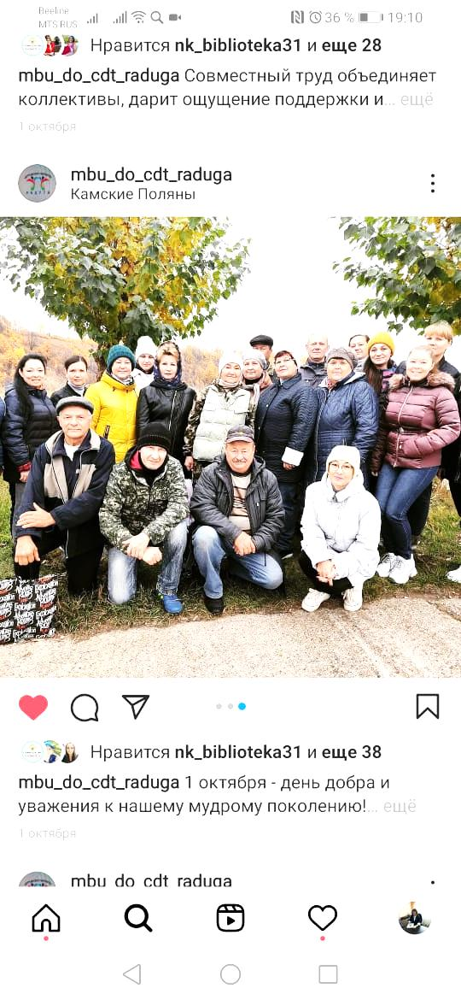 Beeline
MTS RUS
36 % 19:10
Нравится nk_biblioteka31 и еще 28
mbu_do_cdt_raduga Совместный труд объединяет
коллективы, дарит ощущение поддержки и... ещё
1 октября
mbu_do_cdt_raduga
Камские Поляны
Нравится nk_biblioteka31 и еще 38
mbu_do_cdt_raduga 1 октября - день добра и
уважения к нашему мудрому поколению!... ещё
1 октября
mbu_do_cdt_raduga